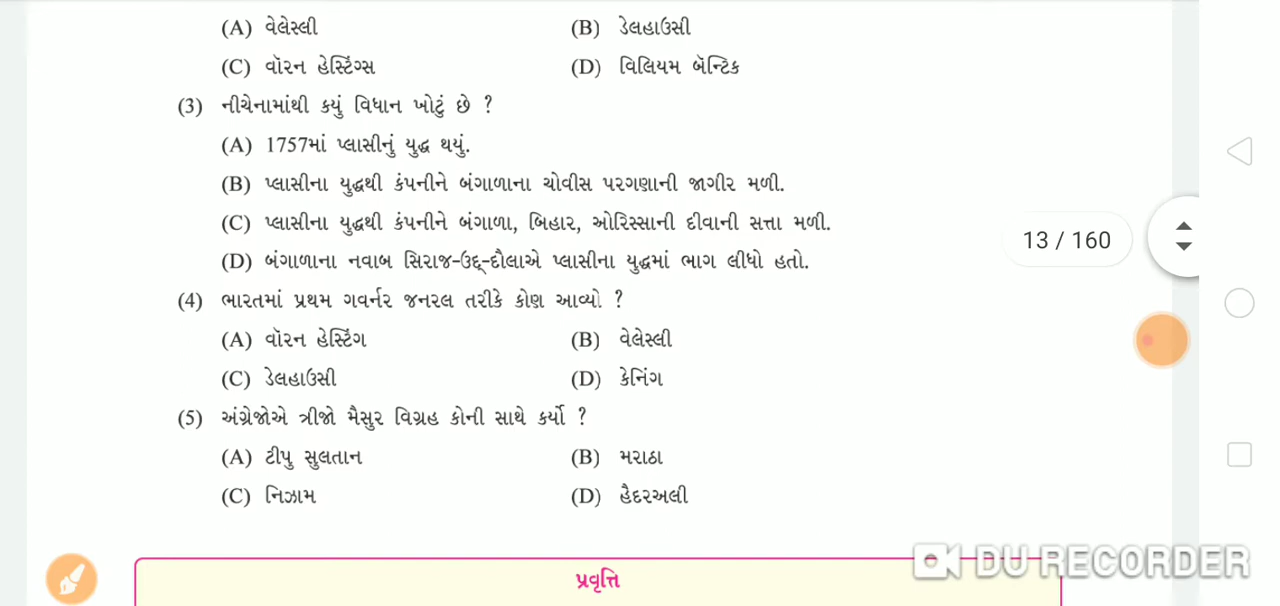 (A) વેલેસ્લી (B) ડેલહાઉસી
(C) વૉરન હેસ્ટિંગ્સ (D) વિલિયમ બૅન્ટિક
(3) નીચેનામાંથી કયું વિધાન ખોટું છે ?
(A) 1757માં પ્લાસીનું યુદ્ધ થયું.
(B) પ્લાસીના યુદ્ધથી કંપનીને બંગાળાના ચોવીસ પરગણાની જાગીર મળી.
(C) પ્લાસીના યુદ્ધથી કંપનીને બંગાળા, બિહાર, ઓરિસ્સાની દીવાની સત્તા મળી.
(D) બંગાળાના નવાબ સિરાજ-ઉદ્-દૌલાએ પ્લાસીના યુદ્ધમાં ભાગ લીધો હતો.
13 / 160
(4) ભારતમાં પ્રથમ ગવર્નર જનરલ તરીકે કોણ આવ્યો ?
(A) વૉરન હેસ્ટિંગ (B) વેલેસ્લી
(C) ડેલહાઉસી (D) કેનિંગ
(5) અંગ્રેજોએ ત્રીજો મૈસુર વિગ્રહ કોની સાથે કર્યો ?
(A) ટીપુ સુલતાન (B) મરાઠા
(C) નિઝામ (D) હૈદરઅલી
પ્રવૃત્તિ
DU RECORDER